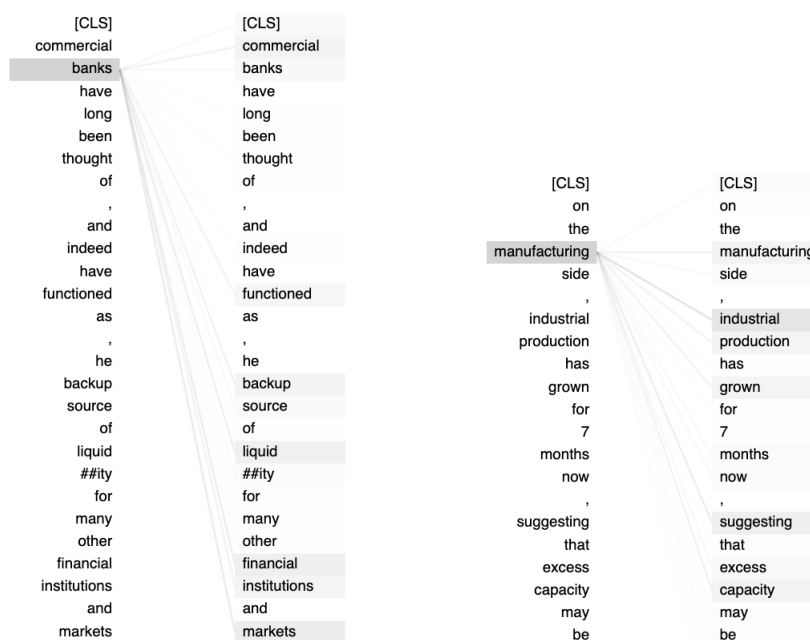 [CLS]
commercial
banks
have
long
been
thought
of
,
and
indeed
have
functioned
as
,
he
backup
source
of
liquid
##ity
for
many
other
financial
institutions
and
markets
[CLS]
commercial
banks
have
long
been
thought
of
,
and
indeed
have
functioned
as
,
he
backup
source
of
liquid
##ity
for
many
other
financial
institutions
and
markets
[CLS]
on
the
manufacturing
side
,
industrial
production
has
grown
for
7
months
now
,
suggesting
that
excess
capacity
may
be
[CLS]
on
the
manufacturing
side
,
industrial
production
has
grown
for
7
months
now
,
suggesting
that
excess
capacity
may
be